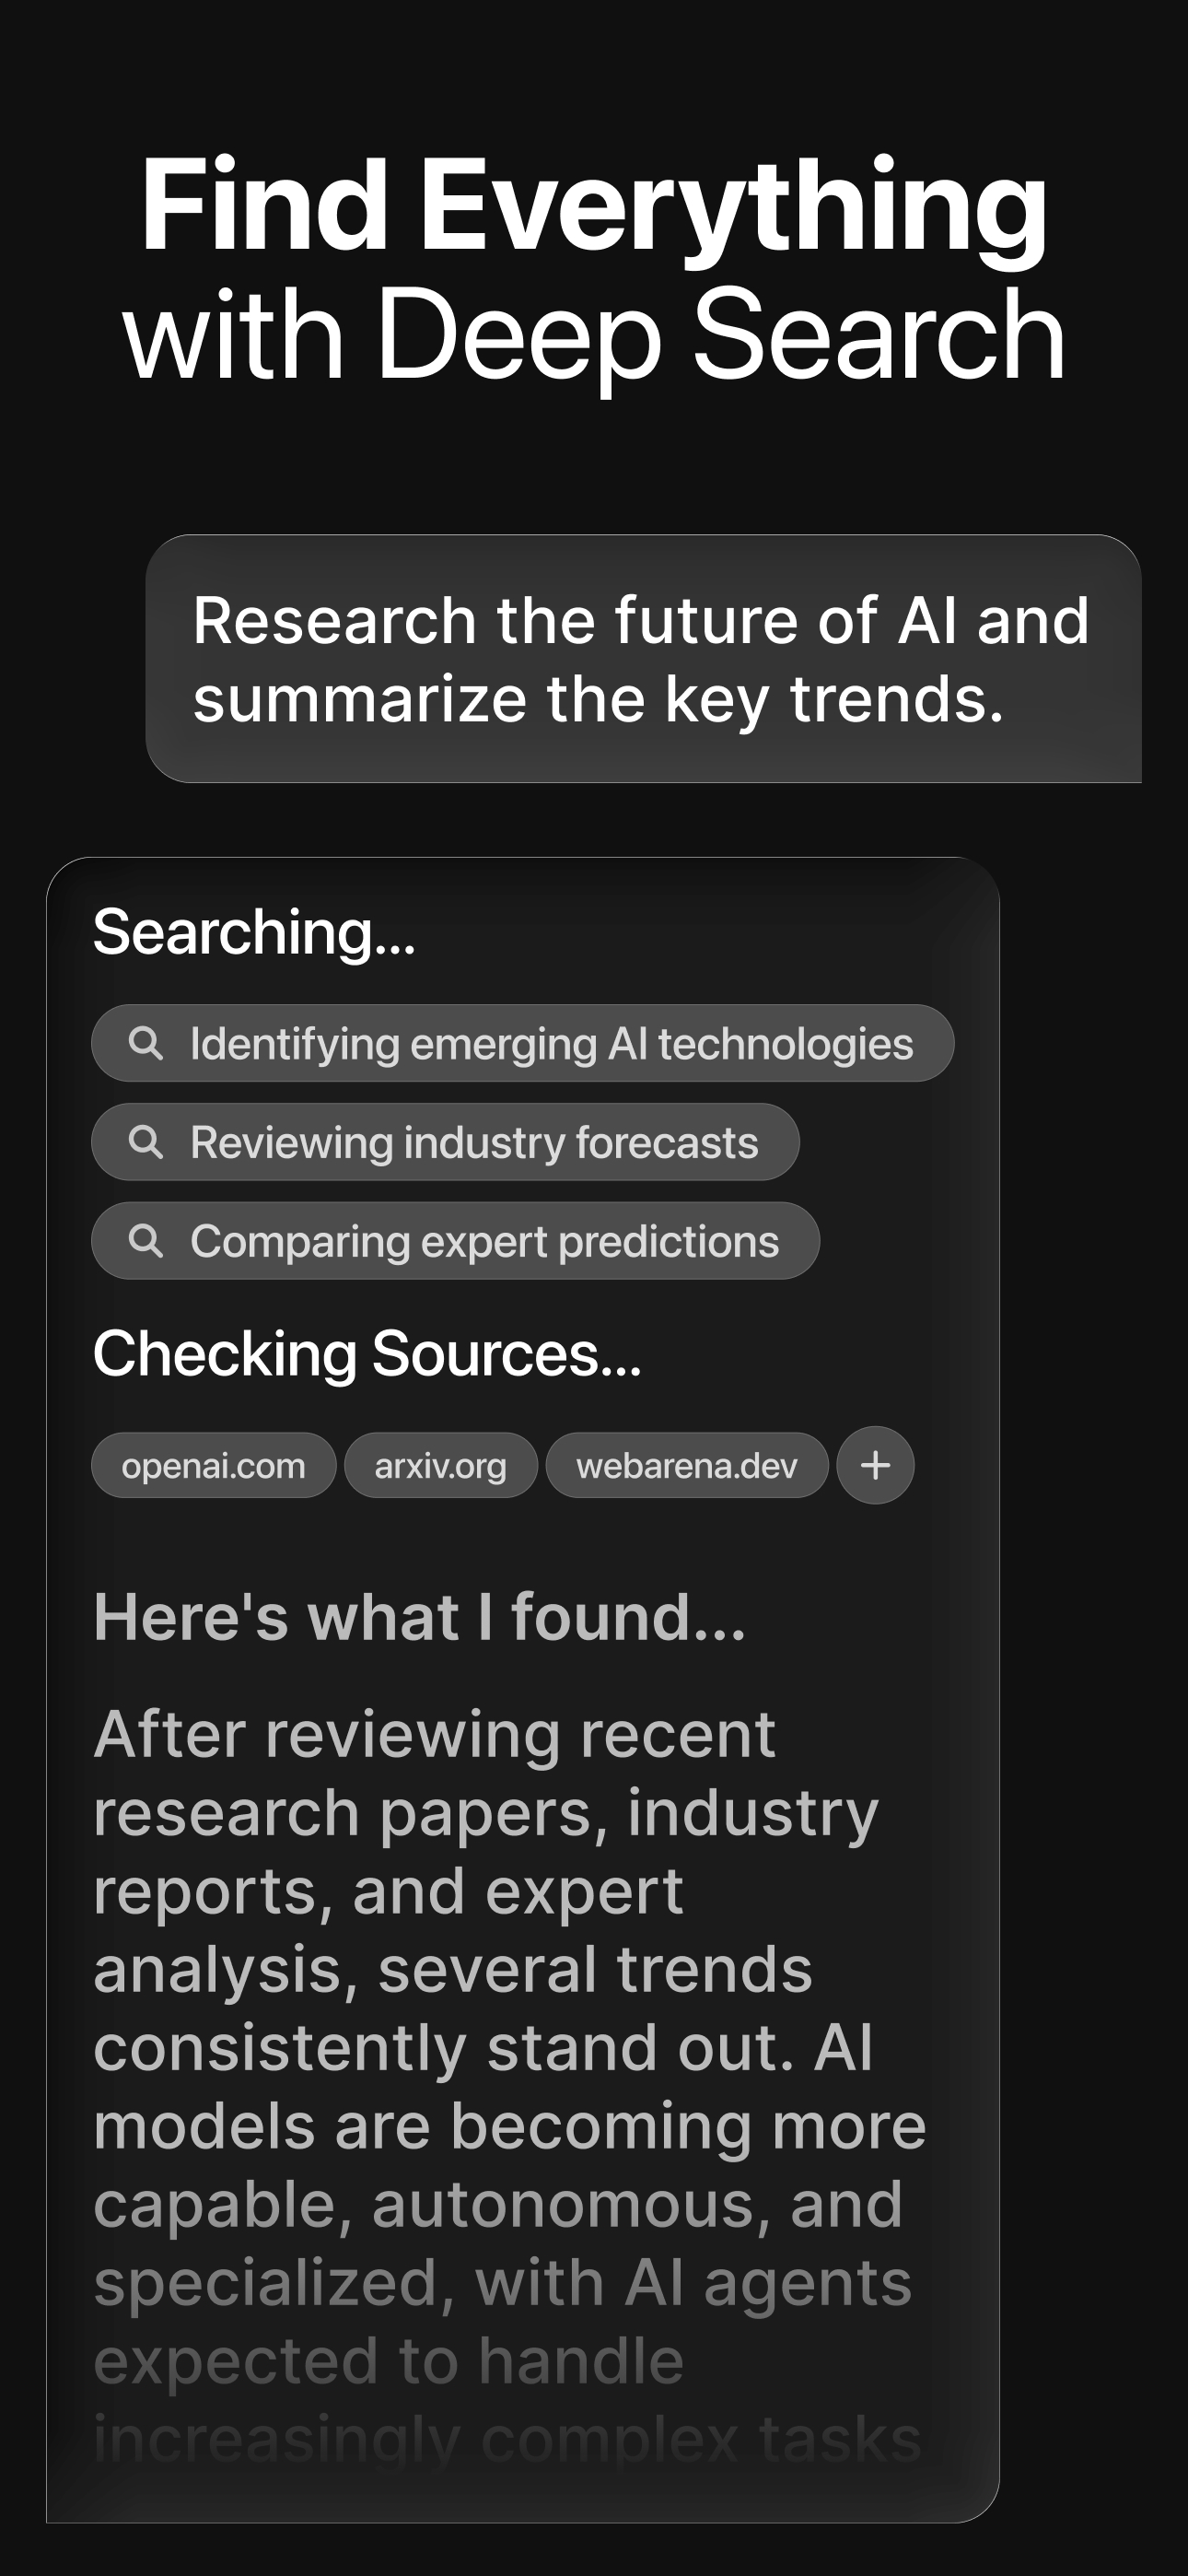 Find Everything
with Deep Search
Research the future of AI and
summarize the key trends.
Searching...
Identifying emerging AI technologies
Reviewing industry forecasts
Comparing expert predictions
Checking Sources...
openai.com arxiv.org webarena.dev +
Here's what I found...
After reviewing recent
research papers, industry
reports, and expert
analysis, several trends
consistently stand out. AI
models are becoming more
capable, autonomous, and
specialized, with AI agents
expected to handle
increasingly complex tasks